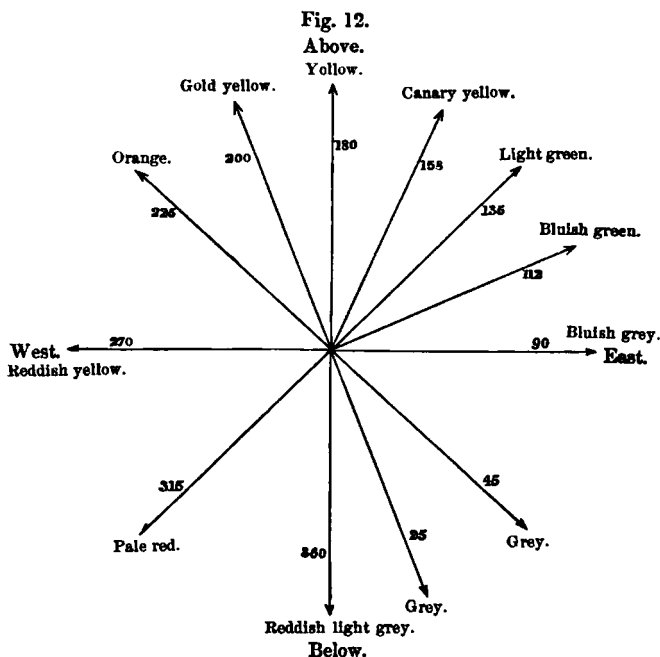 Fig. 12.
Above.
Yellow.
Gold yellow.
Canary yellow.
Orange.
200
180
158
Light green.
225
135
Bluish green.
112
West.
270
90
Bluish grey.
East.
Reddish yellow.
315
45
Pale red.
360
25
Grey.
Grey.
Reddish light grey.
Below.